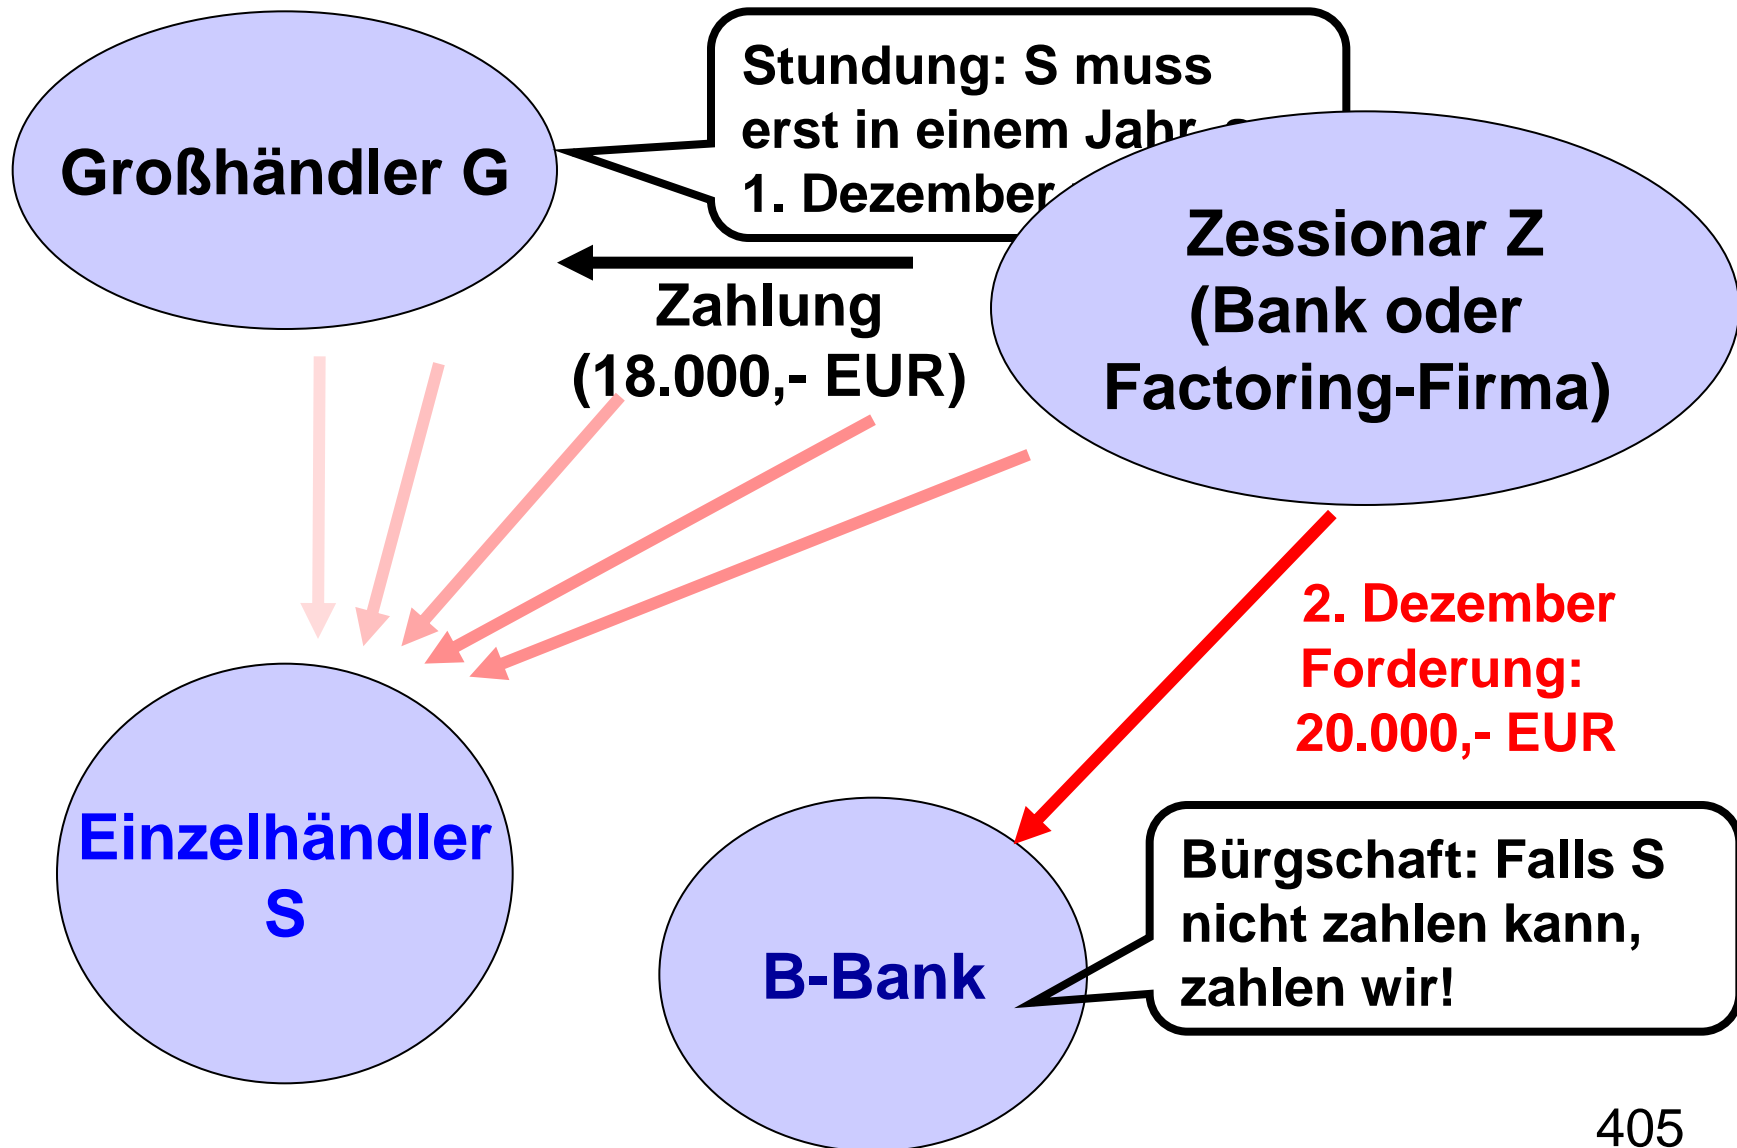 Stundung: S muss
erst in einem Jahr
1. Dezember
Großhändler G
Zessionar Z
(Bank oder
Factoring-Firma)
Zahlung
(18.000,- EUR)
2. Dezember
Forderung:
20.000,- EUR
Einzelhändler
S
B-Bank
Bürgschaft: Falls S
nicht zahlen kann,
zahlen wir!
405